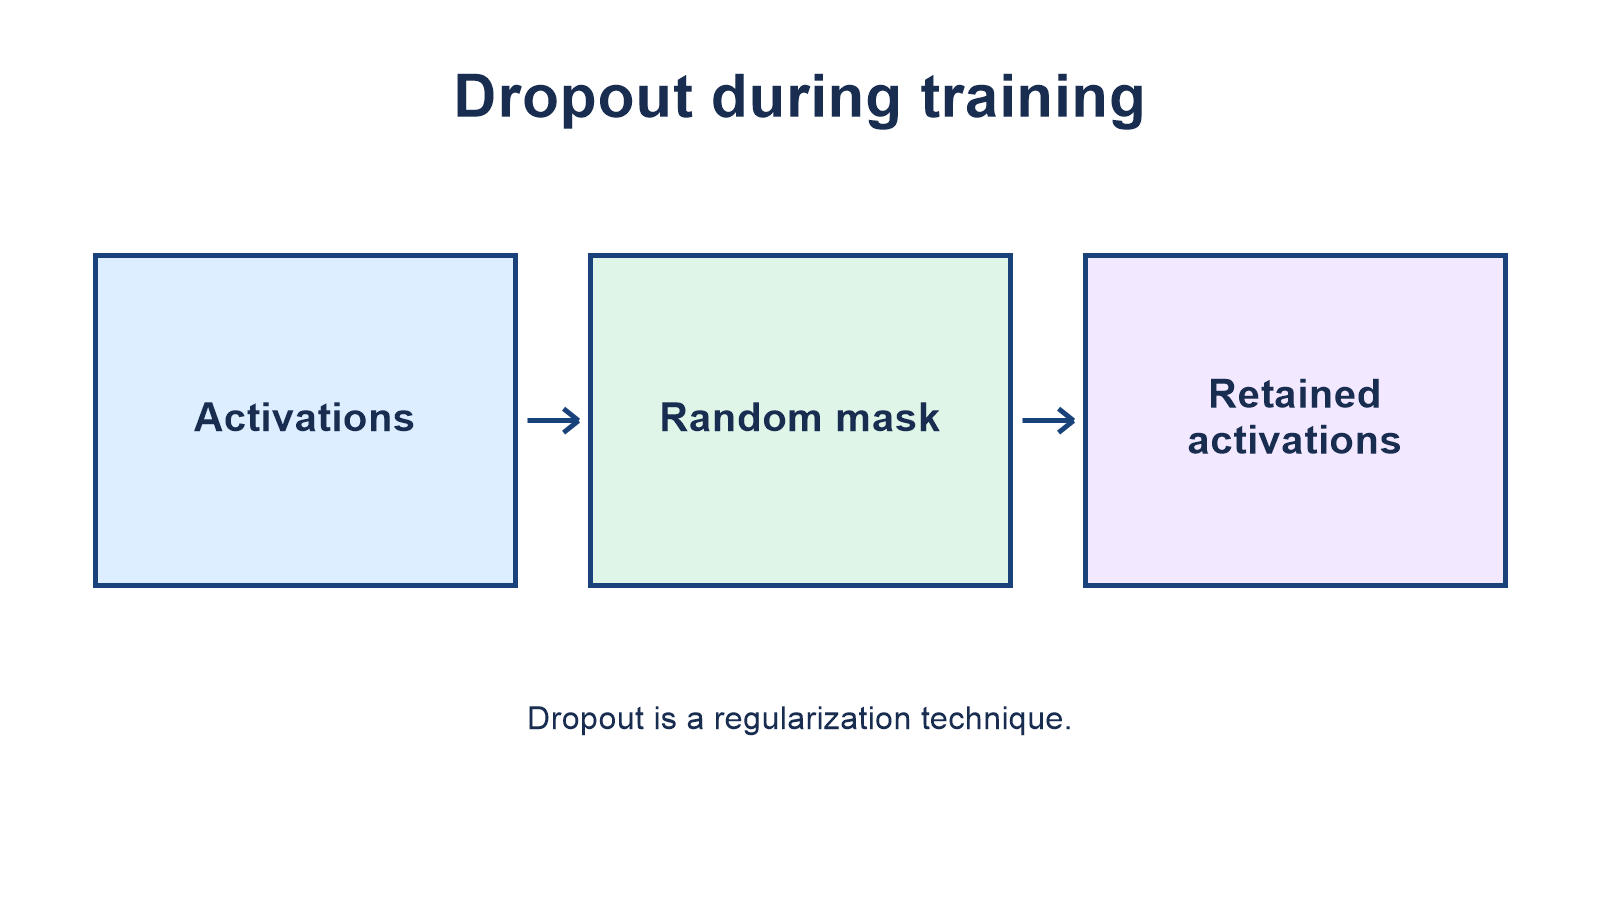 Dropout during training
Activations
Random mask
Retained
activations
Dropout is a regularization technique.